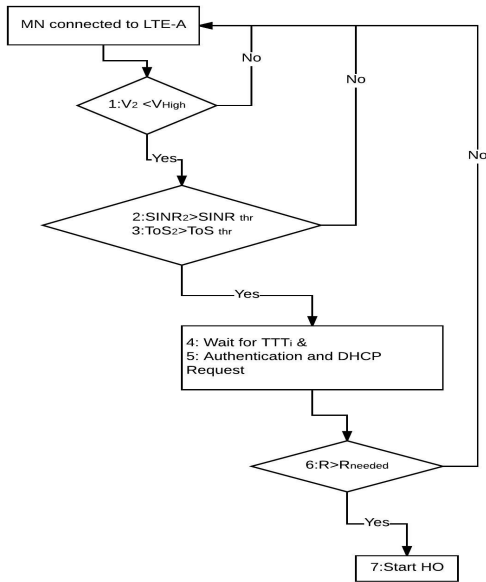 MN connected to LTE-A
No
1:V2 <VHigh
No
Yes
No
2:SINR2>SINR thr
3:ToS2>ToS thr
Yes
4: Wait for TTTi &
5: Authentication and DHCP
Request
6:R>Rneeded
Yes
7:Start HO